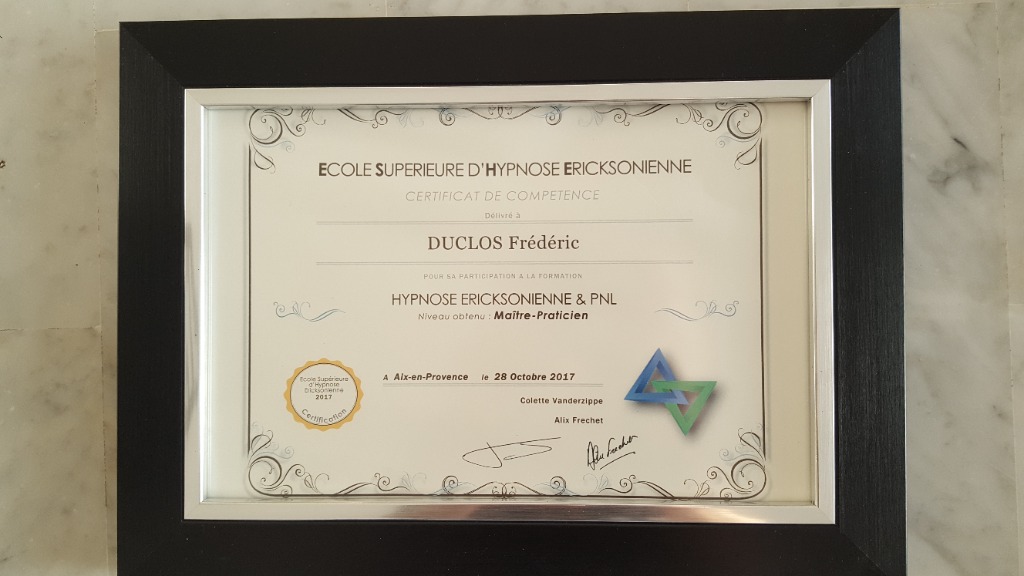 ECOLE SUPERIEURE D'HYPNOSE ERICKSONIENNE
CERTIFICAT DE COMPETENCE
Délivré à
DUCLOS Frédéric
POUR SA PARTICIPATION A LA FORMATION
HYPNOSE ERICKSONIENNE & PNL
Niveau obtenu : Maître-Praticien
A Aix-en-Provence le 28 Octobre 2017
Colette Vanderzippe
Alix Frechet
Ecole Supérieure
d'Hypnose
Ericksonienne
2017
Certification